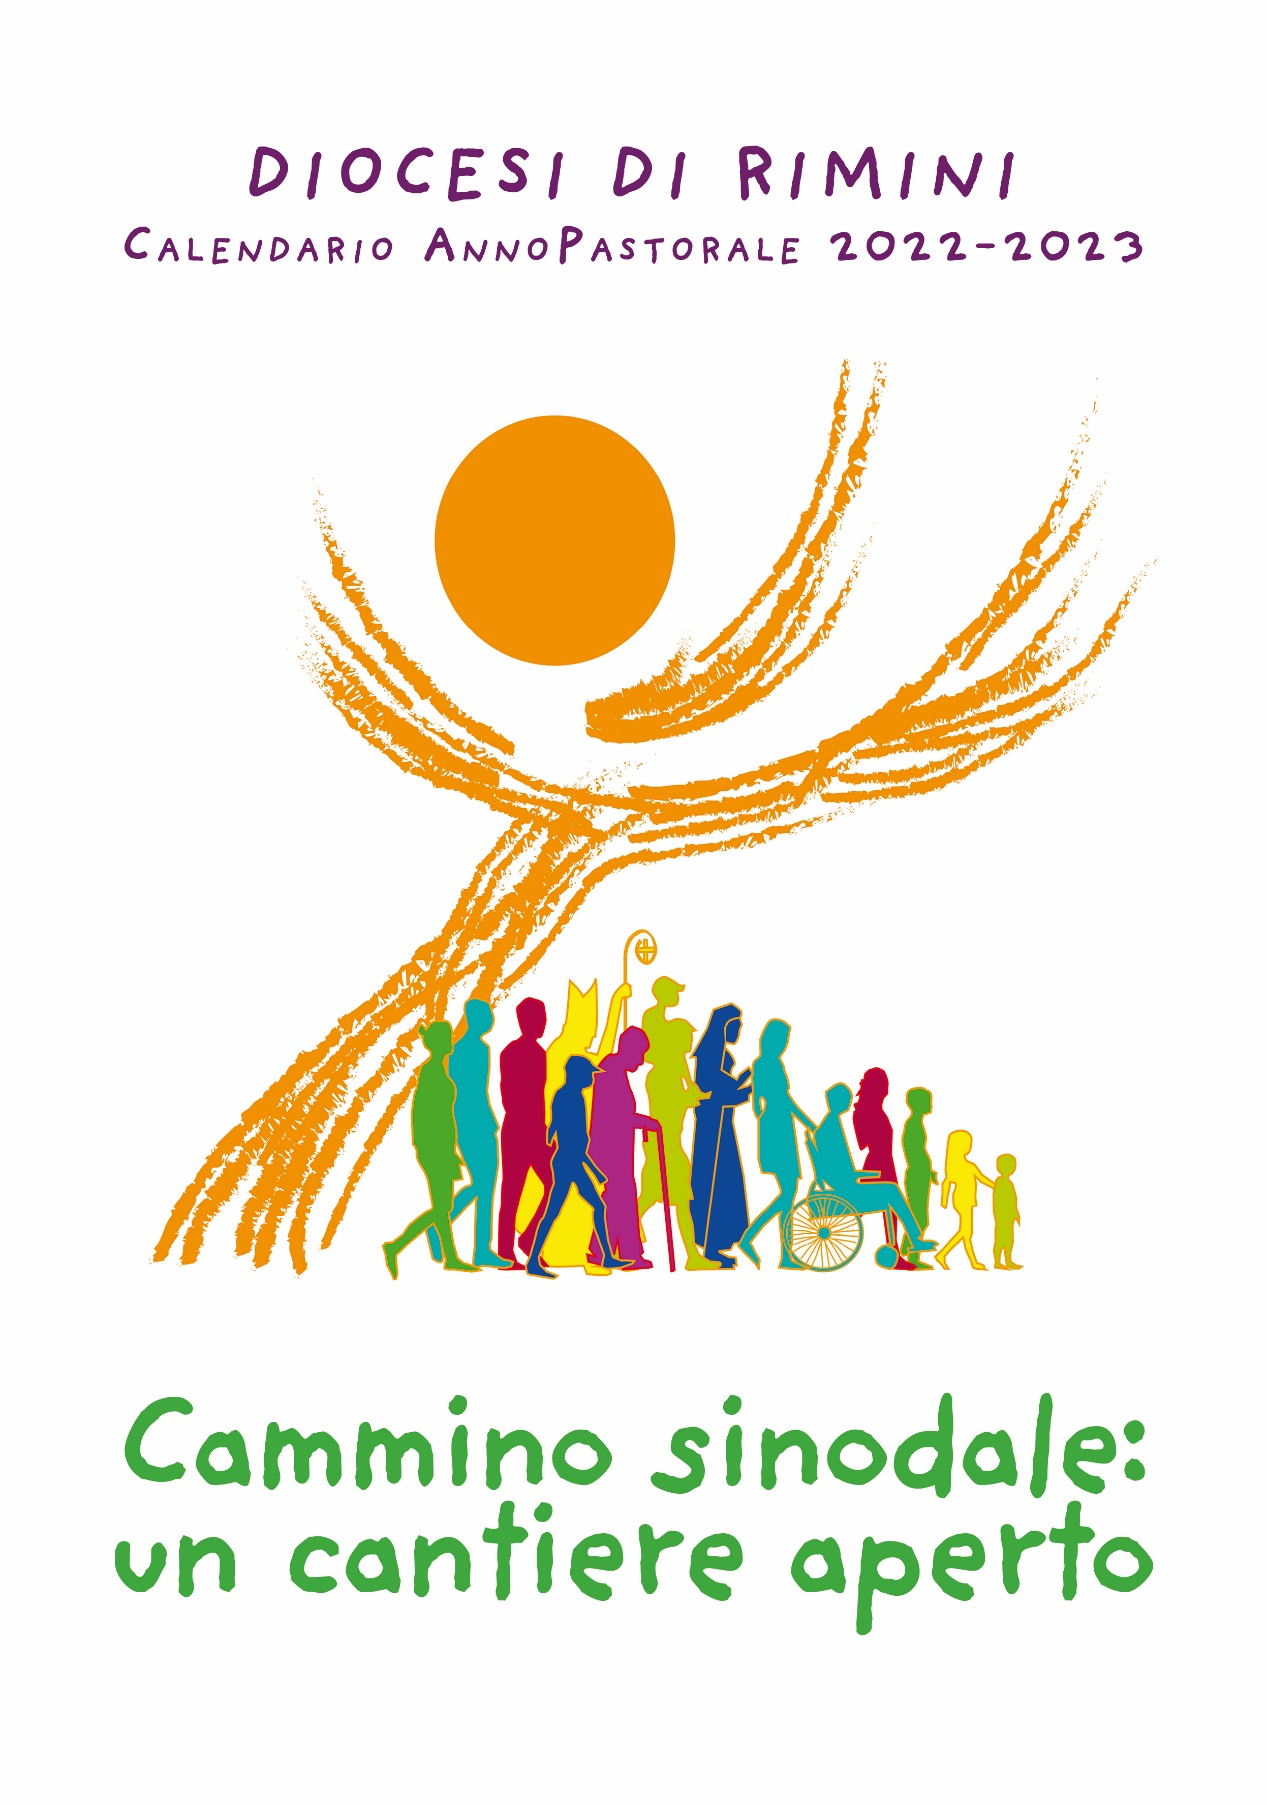 DIOCESI DI RIMINI
CALENDARIO ANNOPASTORALE 2022-2023
Cammino sinodale:
un cantiere aperto